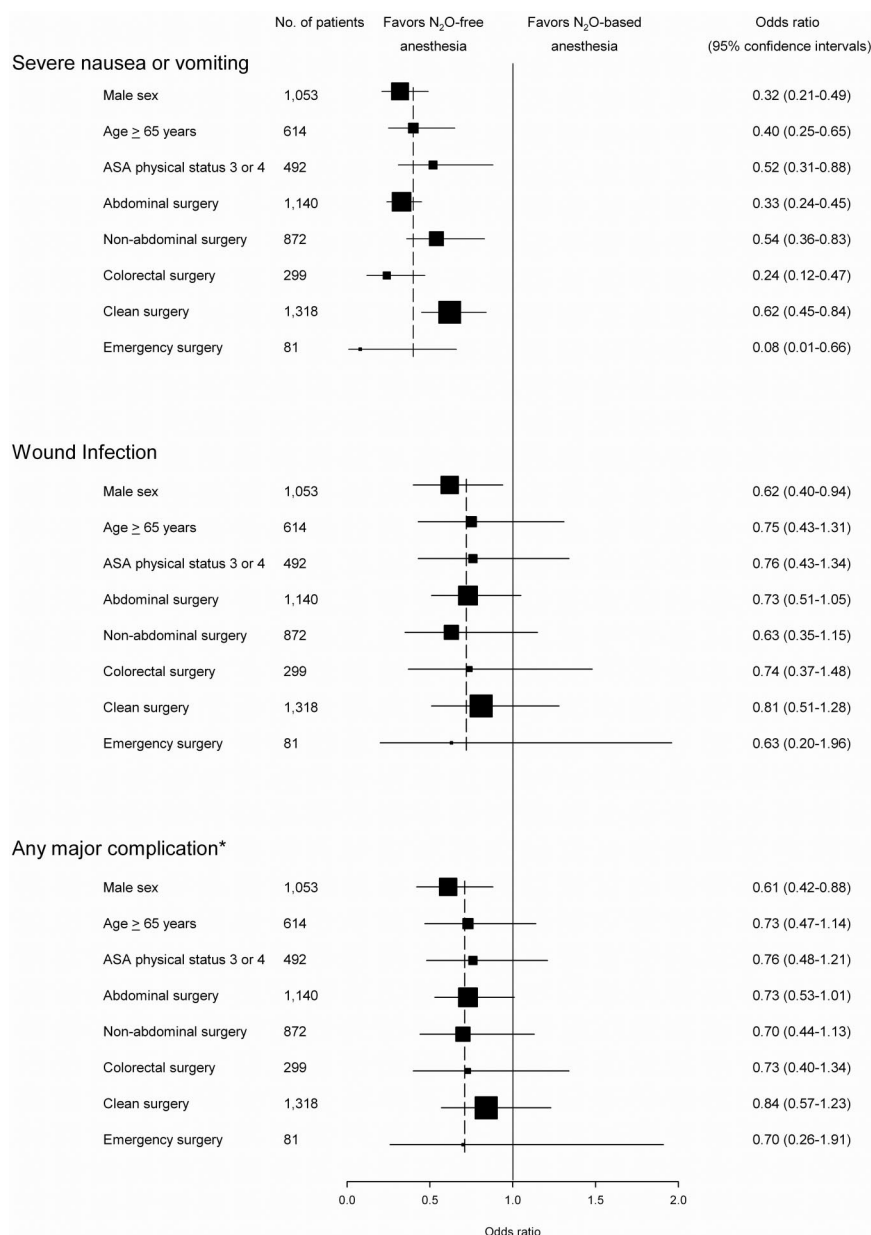 No. of patients Favors N₂O-free anesthesia Favors N₂O-based anesthesia Odds ratio (95% confidence intervals)
Severe nausea or vomiting
Male sex 1,053 0.32 (0.21-0.49)
Age ≥ 65 years 614 0.40 (0.25-0.65)
ASA physical status 3 or 4 492 0.52 (0.31-0.88)
Abdominal surgery 1,140 0.33 (0.24-0.45)
Non-abdominal surgery 872 0.54 (0.36-0.83)
Colorectal surgery 299 0.24 (0.12-0.47)
Clean surgery 1,318 0.62 (0.45-0.84)
Emergency surgery 81 0.08 (0.01-0.66)
Wound Infection
Male sex 1,053 0.62 (0.40-0.94)
Age ≥ 65 years 614 0.75 (0.43-1.31)
ASA physical status 3 or 4 492 0.76 (0.43-1.34)
Abdominal surgery 1,140 0.73 (0.51-1.05)
Non-abdominal surgery 872 0.63 (0.35-1.15)
Colorectal surgery 299 0.74 (0.37-1.48)
Clean surgery 1,318 0.81 (0.51-1.28)
Emergency surgery 81 0.63 (0.20-1.96)
Any major complication*
Male sex 1,053 0.61 (0.42-0.88)
Age ≥ 65 years 614 0.73 (0.47-1.14)
ASA physical status 3 or 4 492 0.76 (0.48-1.21)
Abdominal surgery 1,140 0.73 (0.53-1.01)
Non-abdominal surgery 872 0.70 (0.44-1.13)
Colorectal surgery 299 0.73 (0.40-1.34)
Clean surgery 1,318 0.84 (0.57-1.23)
Emergency surgery 81 0.70 (0.26-1.91)
0.0 0.5 1.0 1.5 2.0
Odds ratio